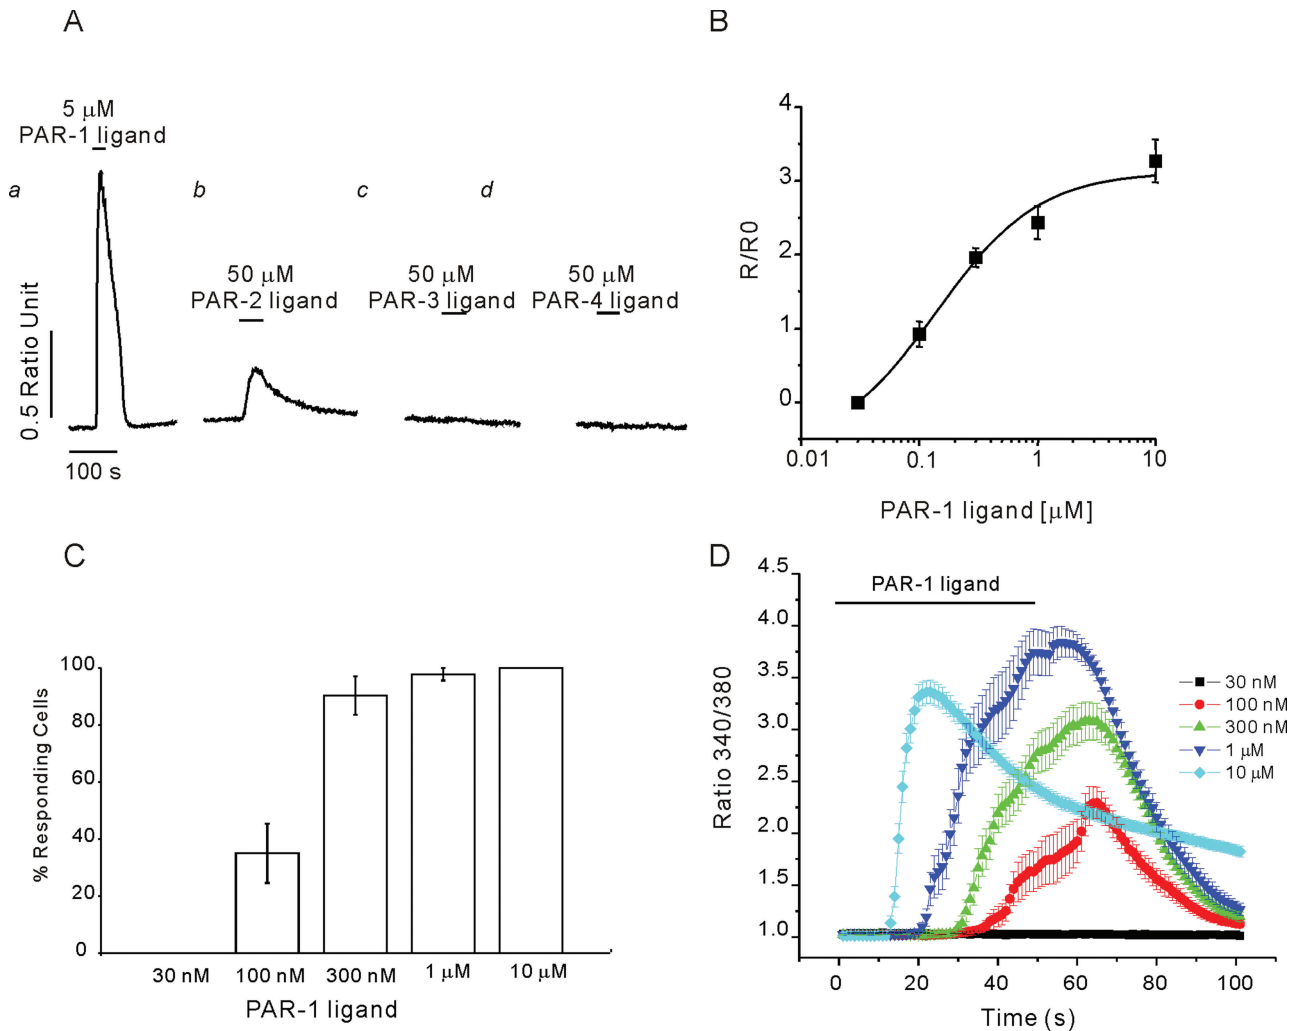 A
5 μM
PAR-1 ligand
a
b
c
d
50 μM
PAR-2 ligand
50 μM
PAR-3 ligand
50 μM
PAR-4 ligand
0.5 Ratio Unit
100 s
B
4
3
2
1
0
R/R0
0.01
0.1
1
10
PAR-1 ligand [μM]
C
100
80
60
40
20
0
% Responding Cells
30 nM
100 nM
300 nM
1 μM
10 μM
PAR-1 ligand
D
4.5
4.0
3.5
3.0
2.5
2.0
1.5
1.0
Ratio 340/380
PAR-1 ligand
30 nM
100 nM
300 nM
1 μM
10 μM
0
20
40
60
80
100
Time (s)